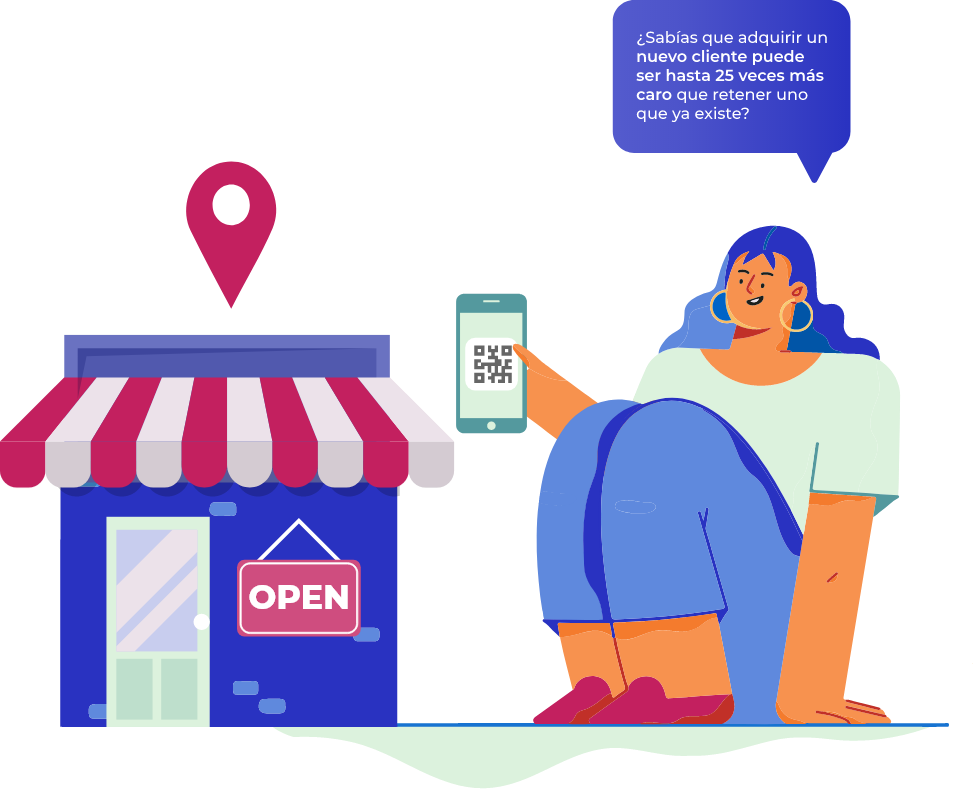 ¿Sabías que adquirir un
nuevo cliente puede
ser hasta 25 veces más
caro que retener uno
que ya existe?
OPEN